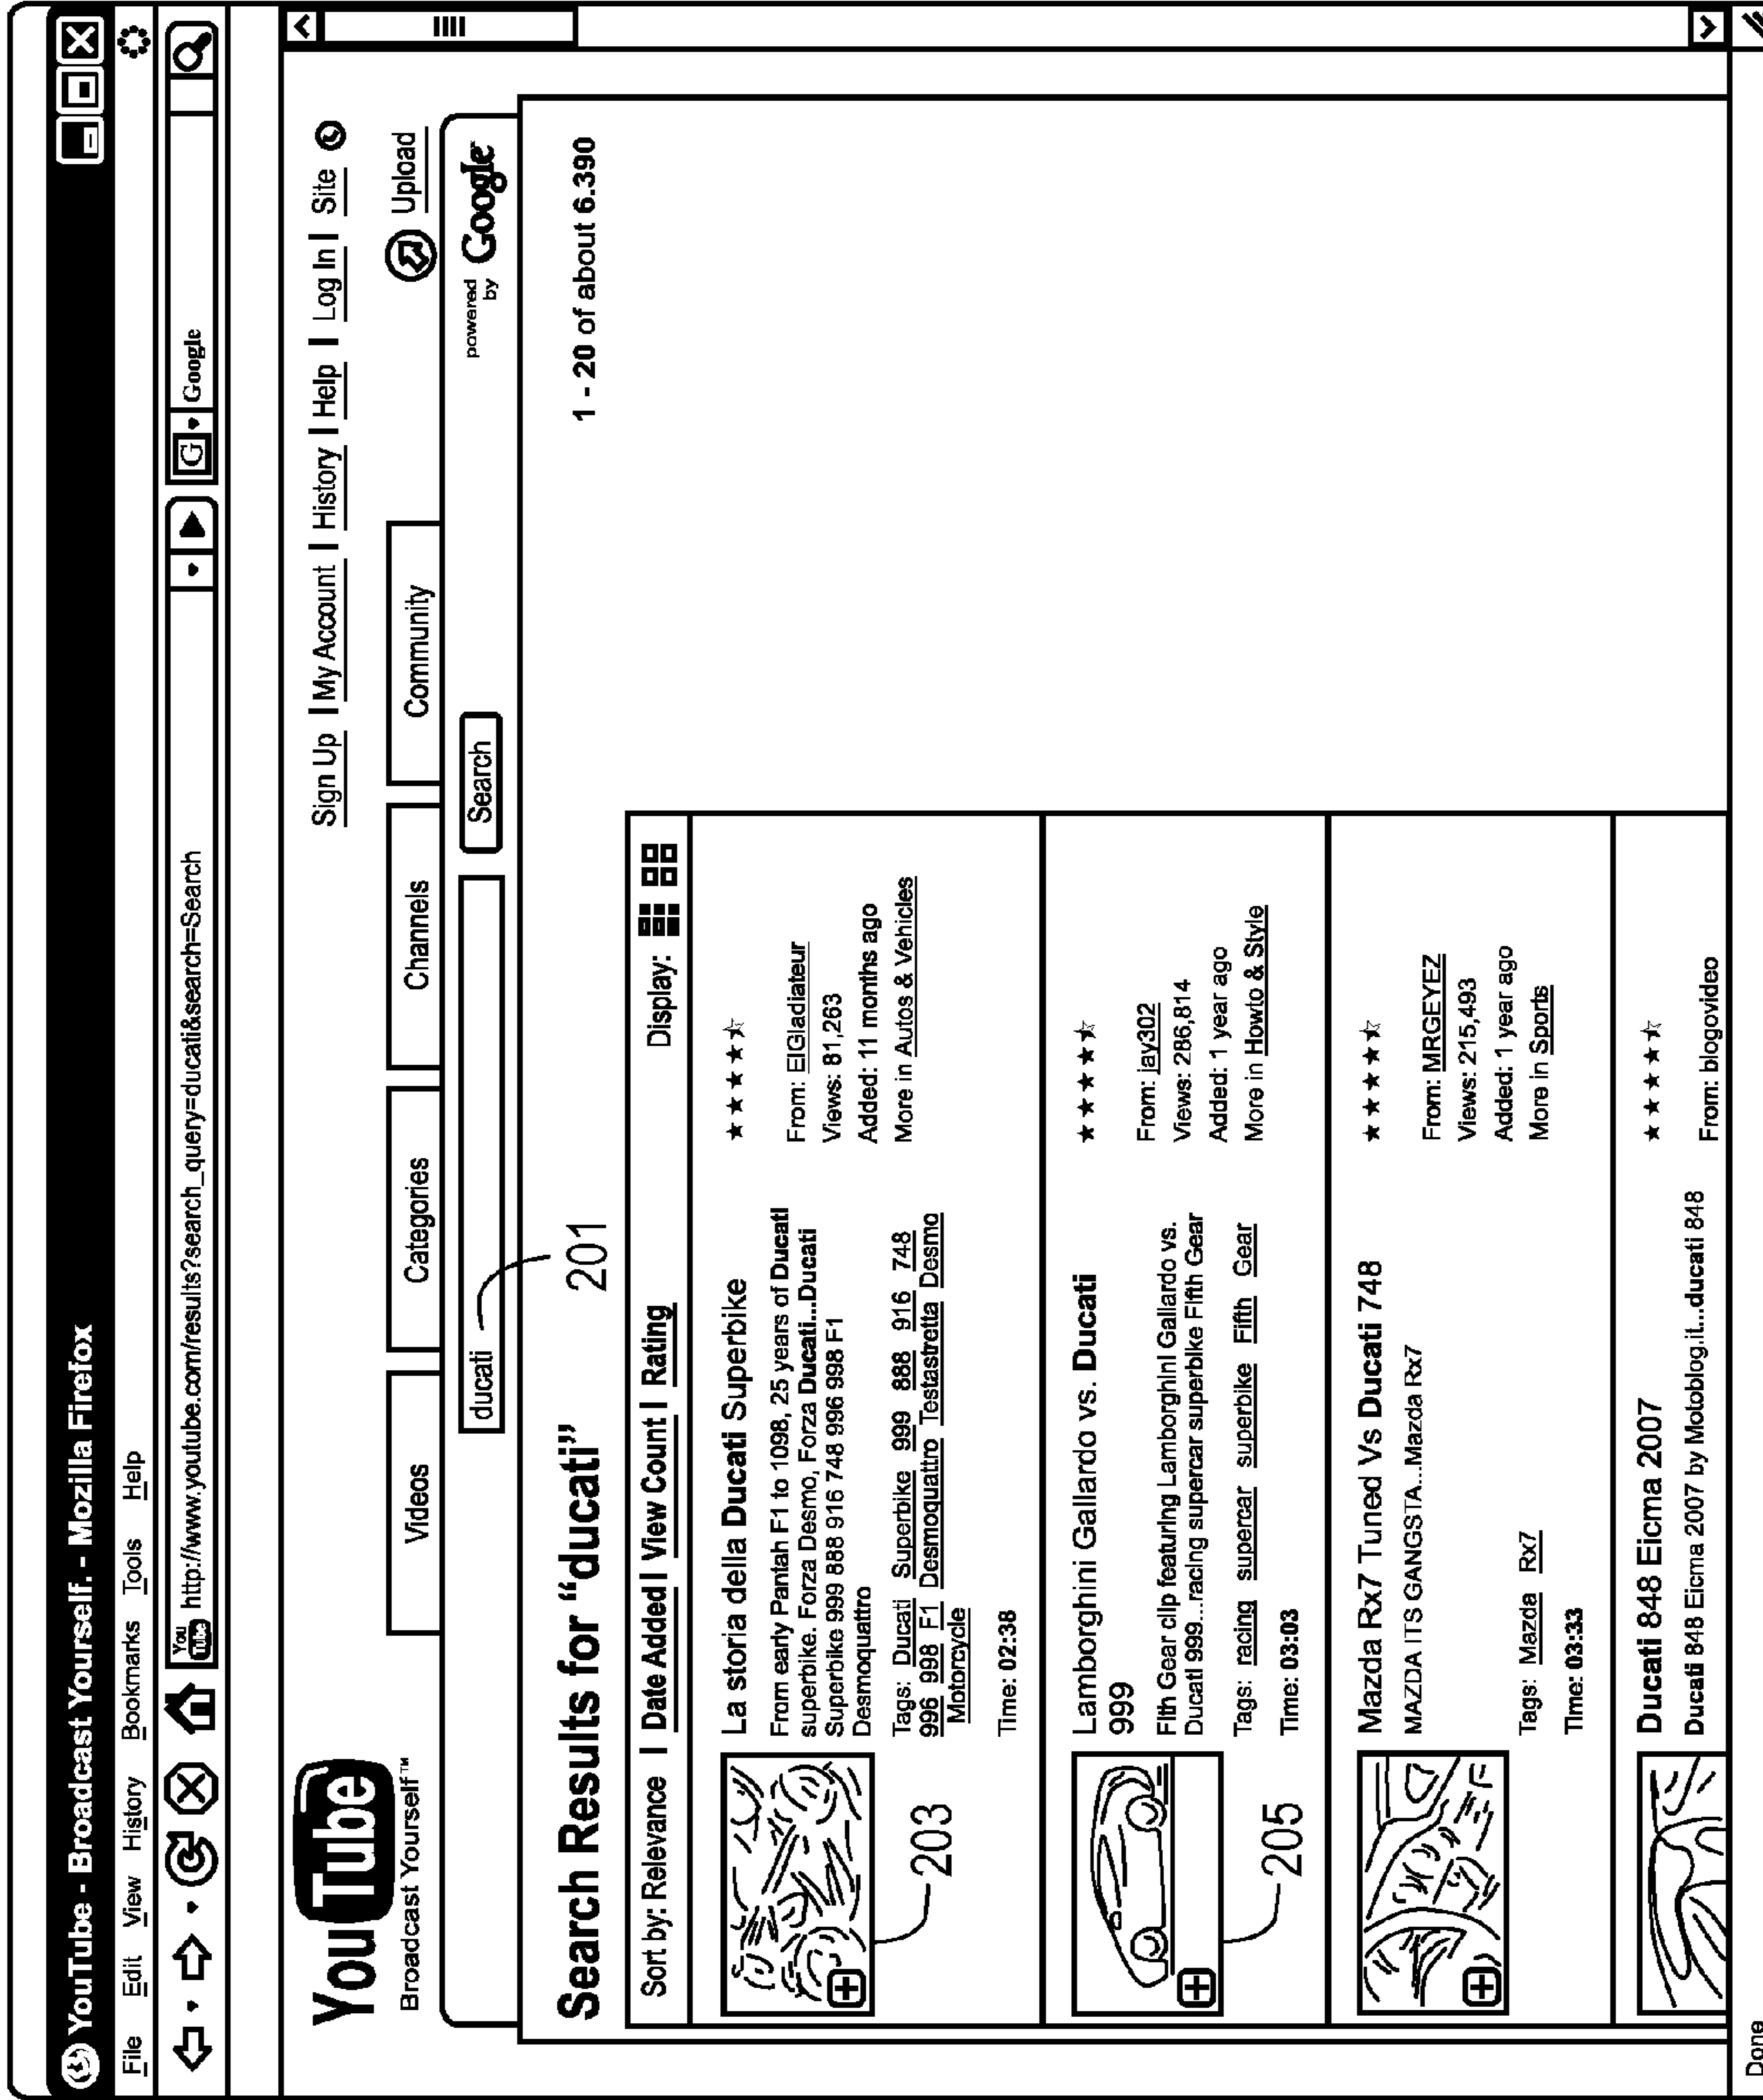 YouTube - Broadcast Yourself. - Mozilla Firefox
File Edit View History Bookmarks Tools Help
You Tube http://www.youtube.com/results?search_query=ducati&search=Search G Google
You Tube
Broadcast Yourself™
Sign Up | My Account | History | Help | Log In | Site
Videos Categories Channels Community Upload
ducati Search powered by Google™
201
Search Results for “ducati” 1 - 20 of about 6.390
Sort by: Relevance | Date Added | View Count | Rating Display:
La storia della Ducati Superbike
From early Pantah F1 to 1098, 25 years of Ducati
superbike. Forza Desmo, Forza Ducati...Ducati
Superbike 999 888 916 748 996 998 F1
Desmoquattro
Tags: Ducati Superbike 999 888 916 748
996 998 F1 Desmoquattro Testastretta Desmo
Motorcycle
Time: 02:38
From: ElGladiateur
Views: 81,263
Added: 11 months ago
More in Autos & Vehicles
203
Lamborghini Gallardo vs. Ducati
999
Fith Gear clip featuring Lamborghini Gallardo vs.
Ducati 999...racing supercar superbike Fifth Gear
Tags: racing supercar superbike Fifth Gear
Time: 03:03
From: jay302
Views: 286,814
Added: 1 year ago
More in Howto & Style
205
Mazda Rx7 Tuned Vs Ducati 748
MAZDA ITS GANGSTA...Mazda Rx7
Tags: Mazda Rx7
Time: 03:33
From: MRGEYEZ
Views: 215,493
Added: 1 year ago
More in Sports
Ducati 848 Eicma 2007
Ducati 848 Eicma 2007 by Motoblog.it...ducati 848
From: blogovideo
Done